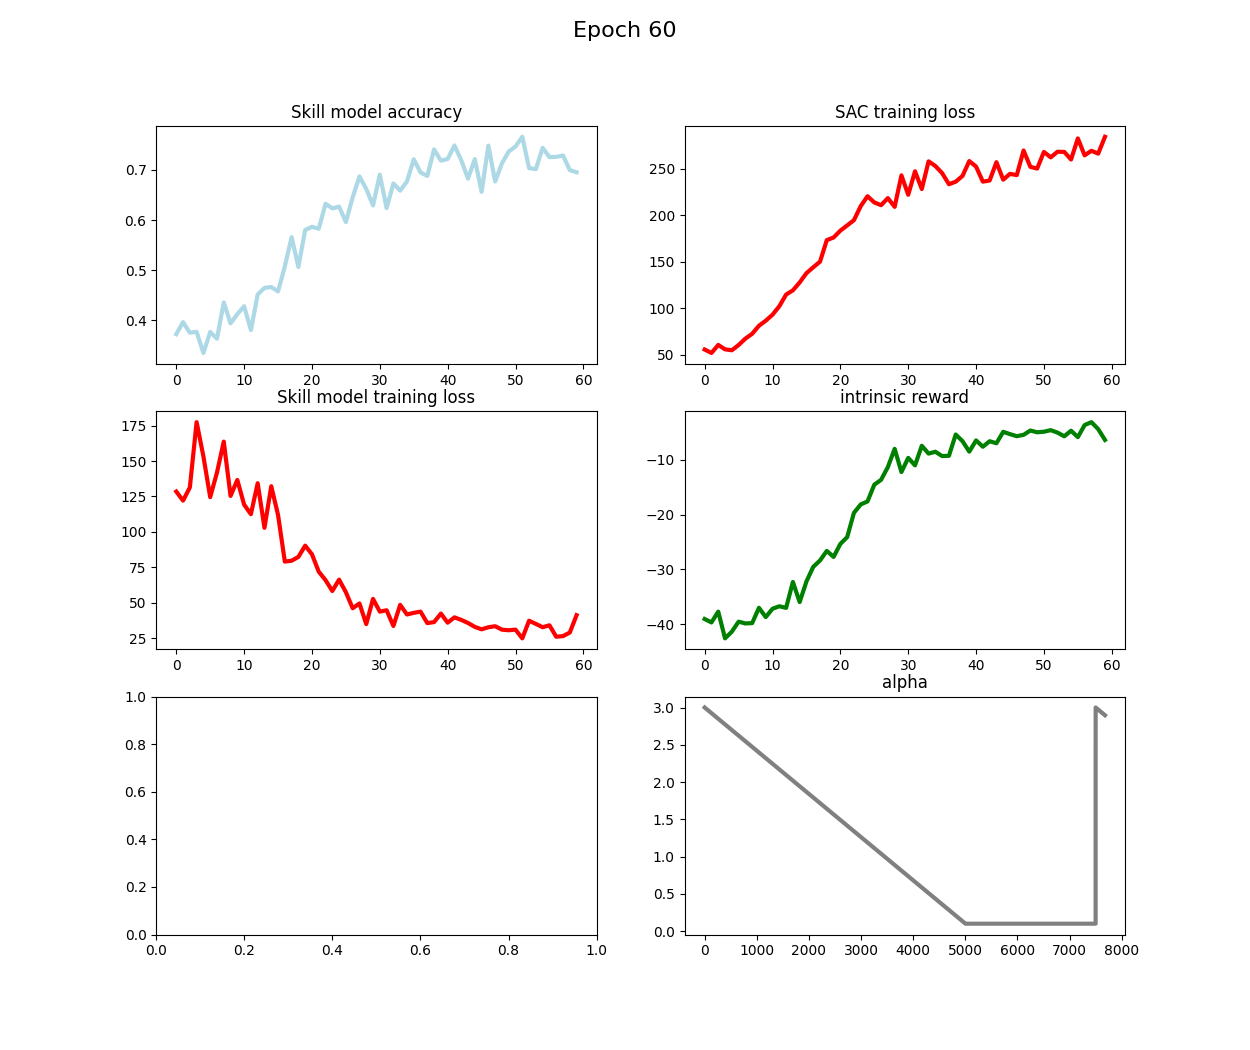 Epoch 60
Skill model accuracy
0.7
0.6
0.5
0.4
0 10 20 30 40 50 60
SAC training loss
250
200
150
100
50
0 10 20 30 40 50 60
Skill model training loss
175
150
125
100
75
50
25
0 10 20 30 40 50 60
intrinsic reward
−10
−20
−30
−40
0 10 20 30 40 50 60
1.0
0.8
0.6
0.4
0.2
0.0
0.0 0.2 0.4 0.6 0.8 1.0
alpha
3.0
2.5
2.0
1.5
1.0
0.5
0.0
0 1000 2000 3000 4000 5000 6000 7000 8000